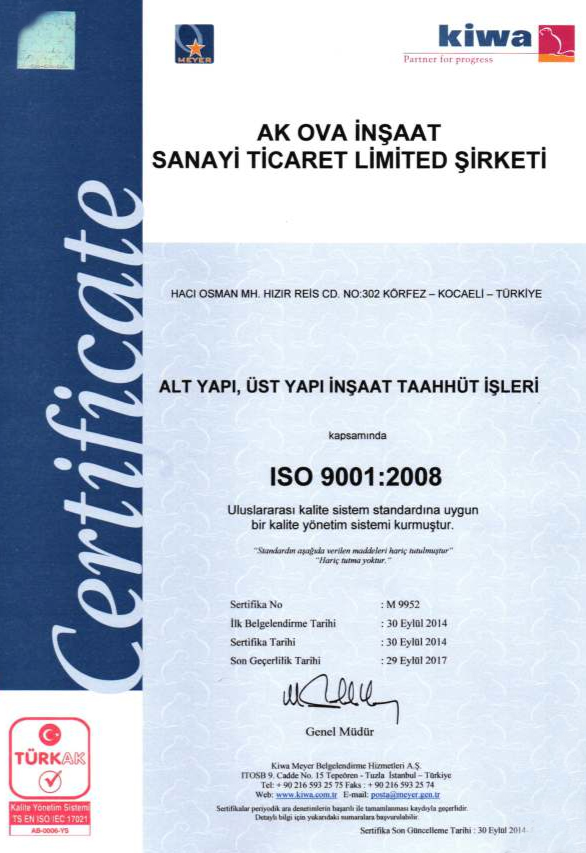 MEYER
kiwa
Partner for progress
AK OVA İNŞAAT
SANAYİ TİCARET LİMİTED ŞİRKETİ
Certificate
HACI OSMAN MH. HIZIR REİS CD. NO:302 KÖRFEZ – KOCAELİ – TÜRKİYE
ALT YAPI, ÜST YAPI İNŞAAT TAAHHÜT İŞLERİ
kapsamında
ISO 9001:2008
Uluslararası kalite sistem standardına uygun
bir kalite yönetim sistemi kurmuştur.
"Standardın aşağıda verilen maddeleri hariç tutulmuştur"
"Hariç tutma yoktur."
Sertifika No : M 9952
İlk Belgelendirme Tarihi : 30 Eylül 2014
Sertifika Tarihi : 30 Eylül 2014
Son Geçerlilik Tarihi : 29 Eylül 2017
Genel Müdür
TÜRKAK
Kalite Yönetim Sistemi
TS EN ISO IEC 17021
AB-0006-YS
Kiwa Meyer Belgelendirme Hizmetleri A.Ş.
ITOSB 9. Cadde No. 15 Tepeören - Tuzla İstanbul – Türkiye
Tel: + 90 216 593 25 75 Faks : + 90 216 593 25 74
Web: www.kiwa.com.tr E-mail: posta@meyer.gen.tr
Sertifikalar periyodik ara denetimlerin başarılı ile tamamlanması kaydıyla geçerlidir.
Detaylı bilgi için yukarıdaki numaralara başvurulabilir.
Sertifika Son Güncelleme Tarihi : 30 Eylül 2014